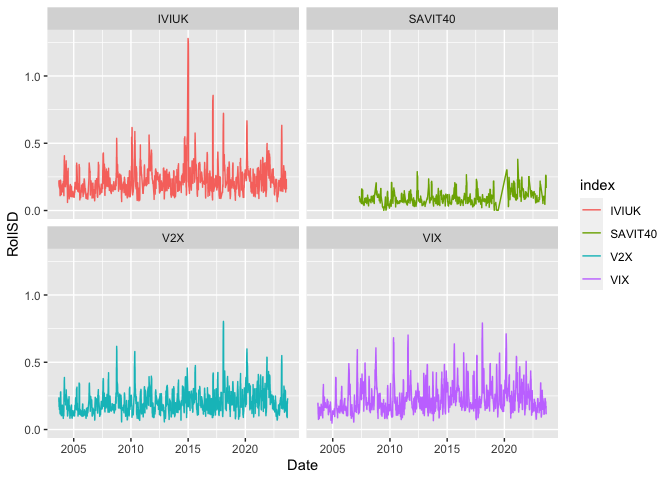 IVIUK
SAVIT40
1.0
0.5
0.0
V2X
VIX
1.0
0.5
0.0
2005
2010
2015
2020
2005
2010
2015
2020
RollSD
Date
index
IVIUK
SAVIT40
V2X
VIX